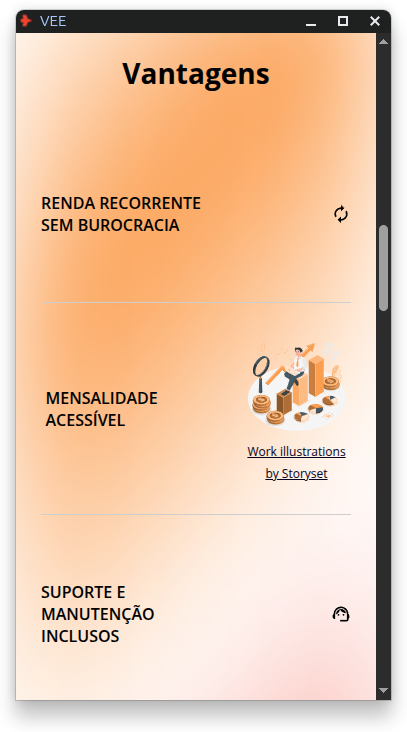 VEE
Vantagens
RENDA RECORRENTE
SEM BUROCRACIA
MENSALIDADE
ACESSÍVEL
Work illustrations
by Storyset
SUPORTE E
MANUTENÇÃO
INCLUSOS